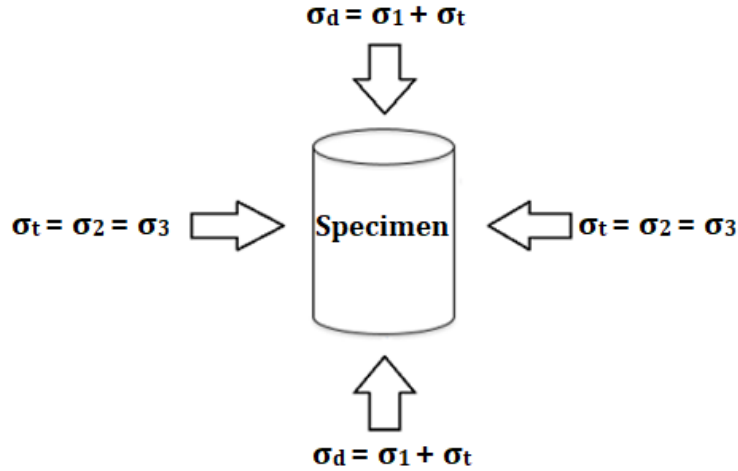 σd = σ1 + σt
σt = σ2 = σ3
Specimen
σt = σ2 = σ3
σd = σ1 + σt